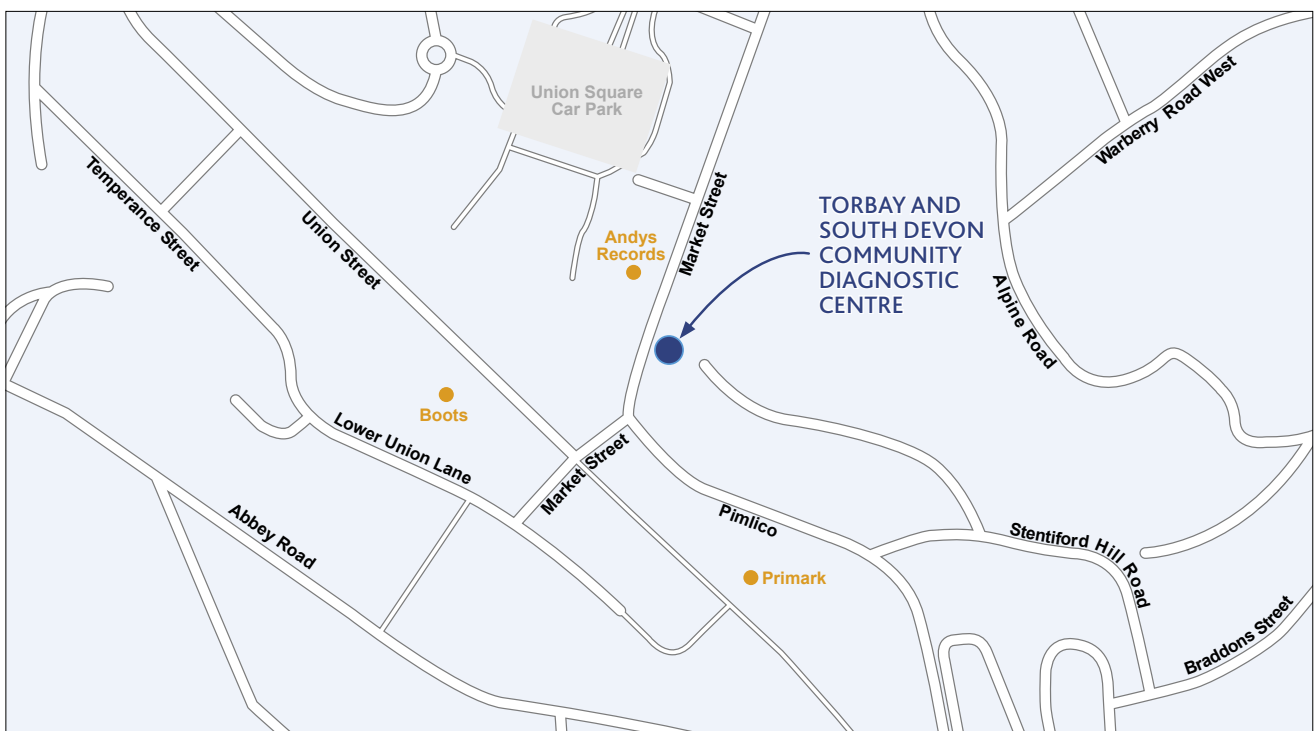 Union Square
Car Park
Warberry Road West
Temperance Street
Union Street
Market Street
TORBAY AND
SOUTH DEVON
COMMUNITY
DIAGNOSTIC
CENTRE
Andys
Records
Alpine Road
Boots
Lower Union Lane
Market Street
Abbey Road
Pimlico
Stentiford Hill Road
Primark
Braddons Street